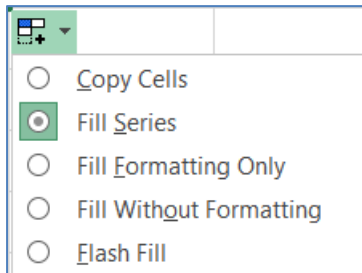 Copy Cells
Fill Series
Fill Formatting Only
Fill Without Formatting
Flash Fill